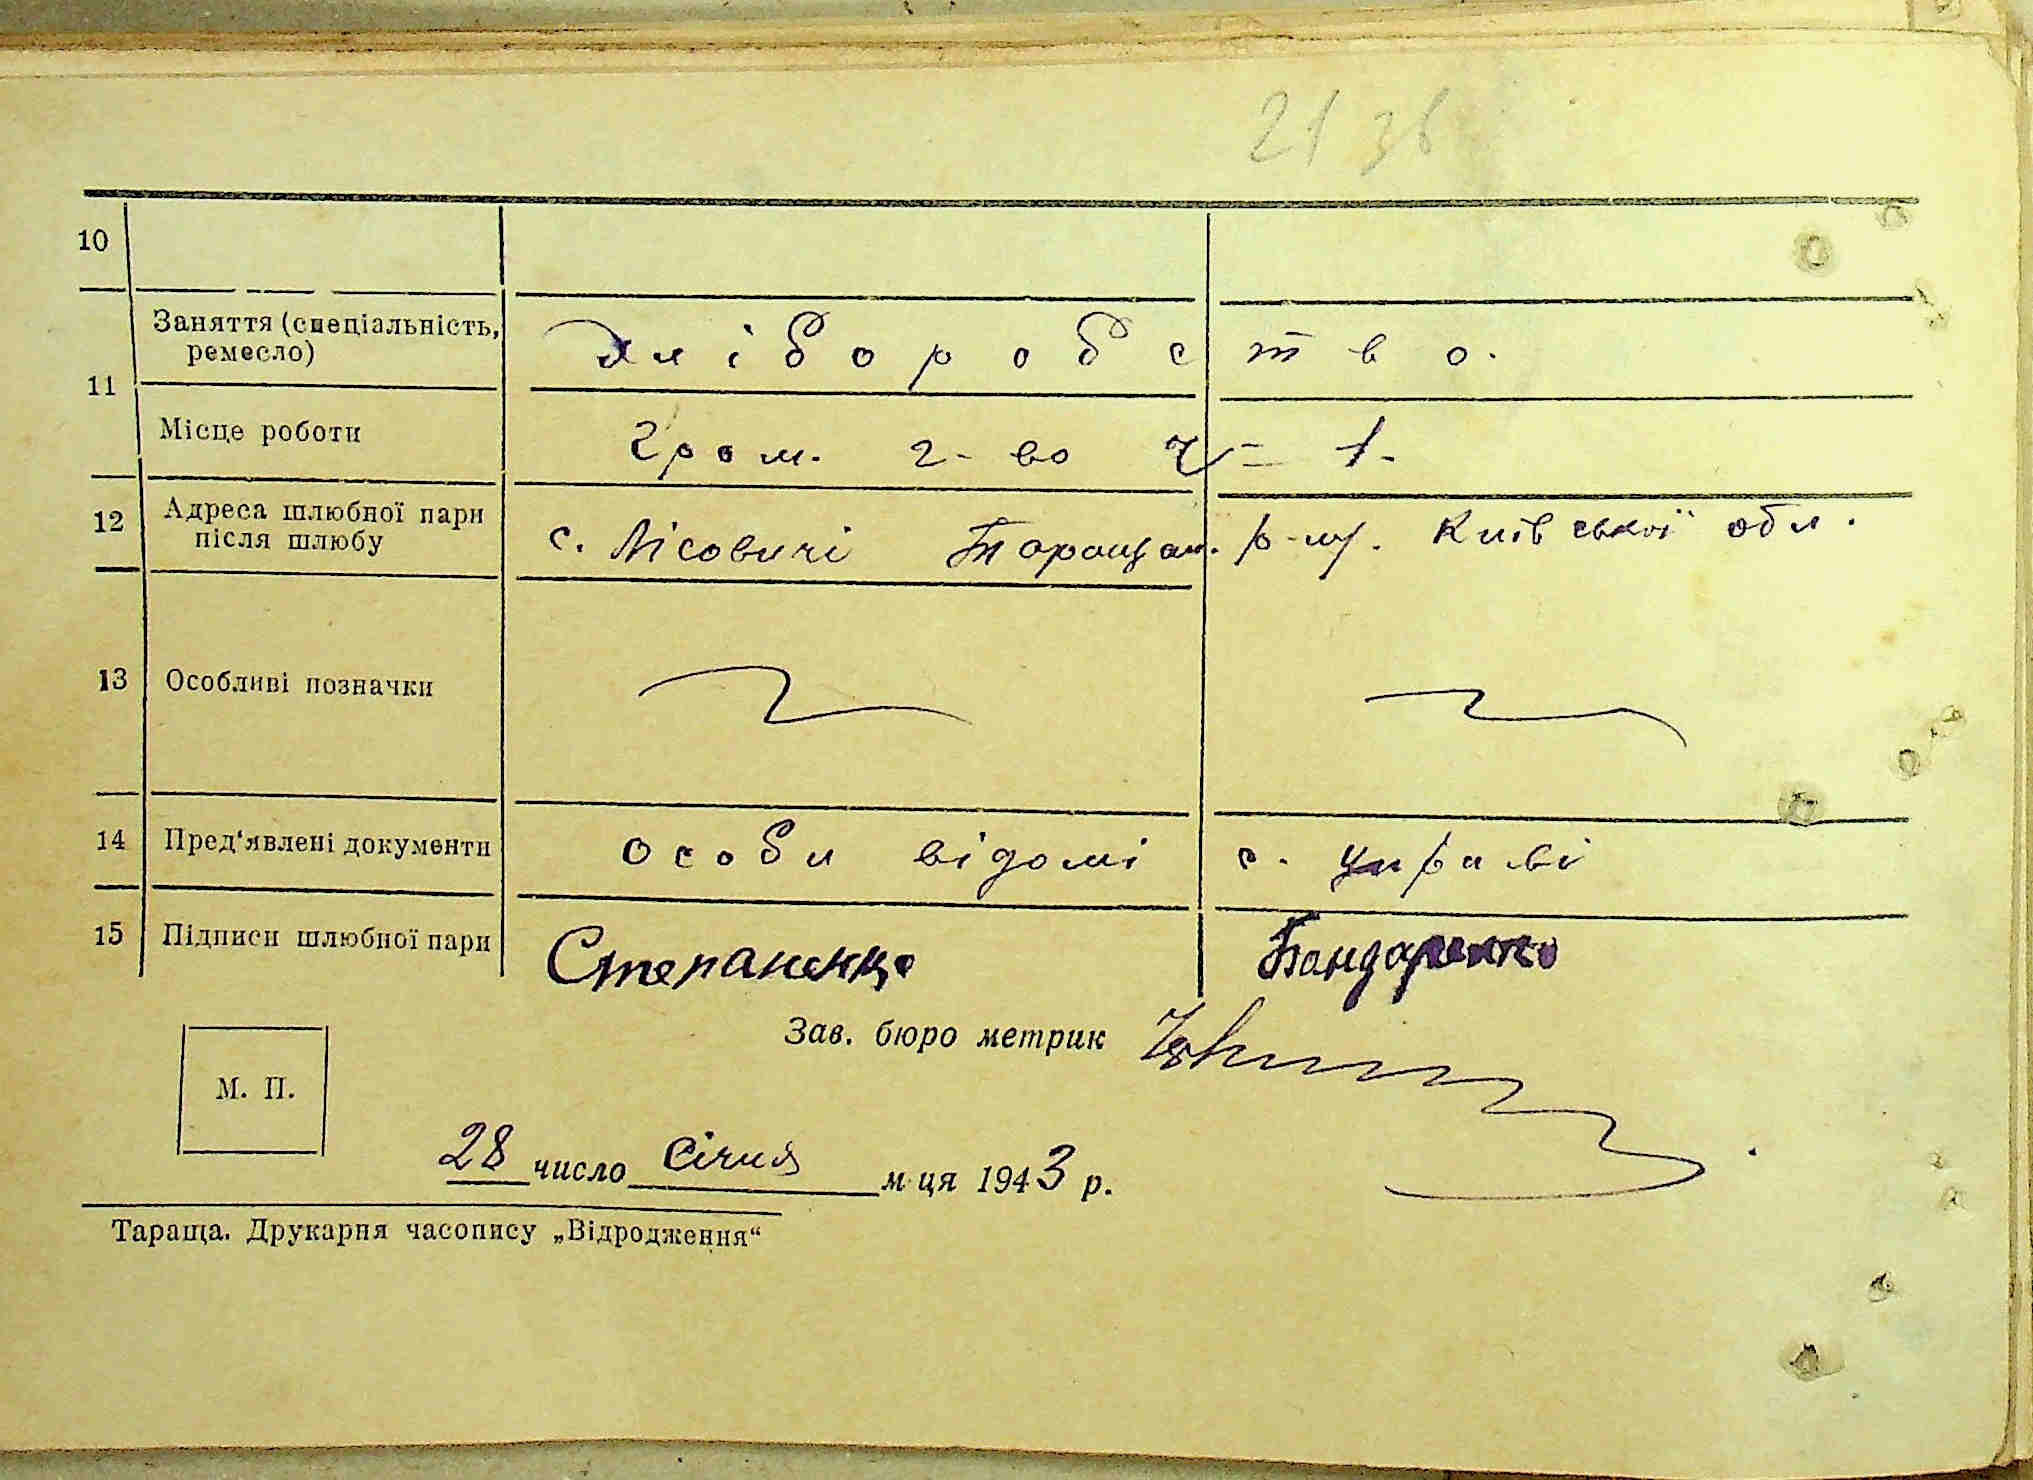 21 зв
10
Заняття (спеціальність, ремесло) хліборобство.
11
Місце роботи гром. г-во ч= 1.
12 Адреса шлюбної пари після шлюбу с. Лісовичі Таращан. р-ну. Київської обл.
13 Особливі позначки
14 Пред'явлені документи особи відомі с. управі
15 Підписи шлюбної пари Степаненко Бондаренко
Зав. бюро метрик
М. П.
28 число січня м-ця 1943 р.
Тараща. Друкарня часопису „Відродження“